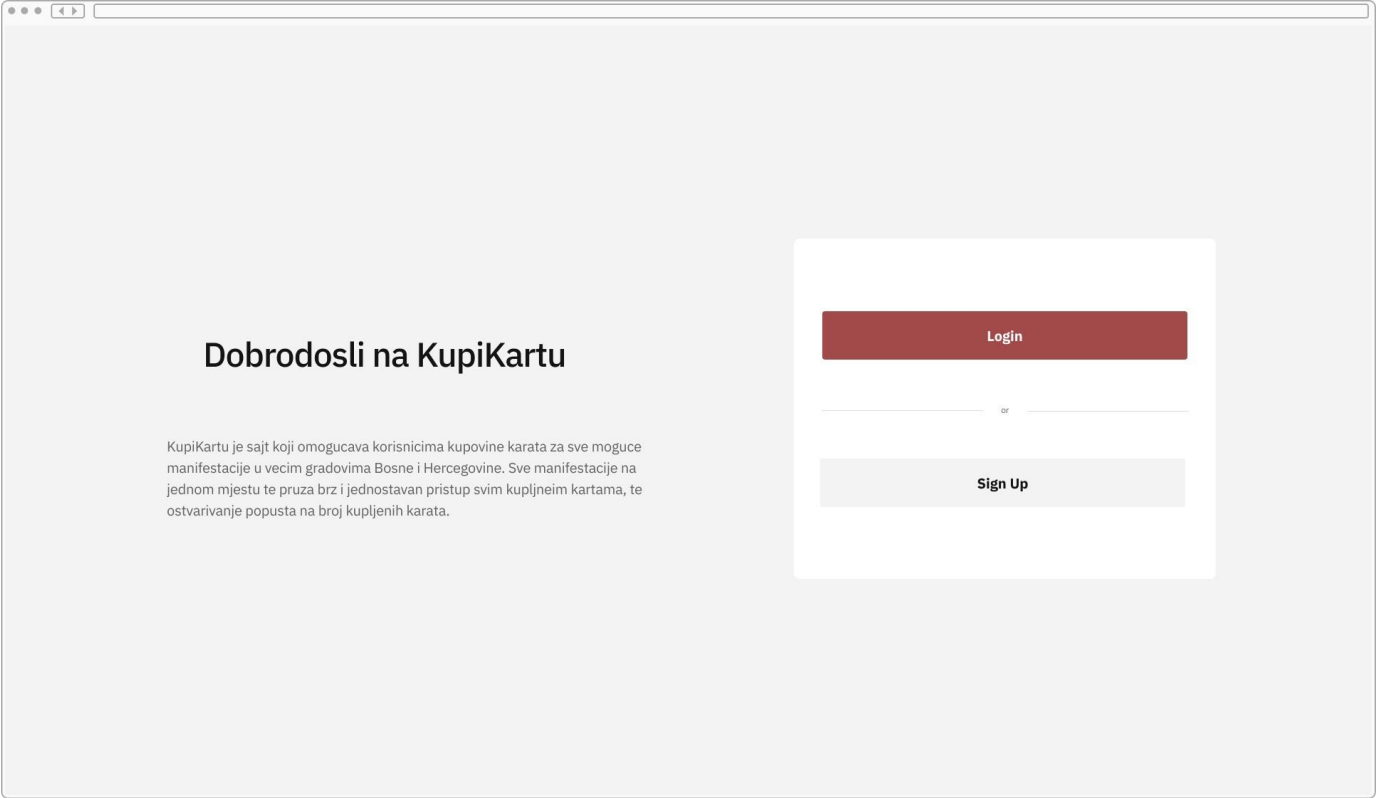 Dobrodosli na KupiKartu
KupiKartu je sajt koji omogucava korisnicima kupovine karata za sve moguce
manifestacije u vecim gradovima Bosne i Hercegovine. Sve manifestacije na
jednom mjestu te pruza brz i jednostavan pristup svim kupljneim kartama, te
ostvarivanje popusta na broj kupljenih karata.
Login
or
Sign Up